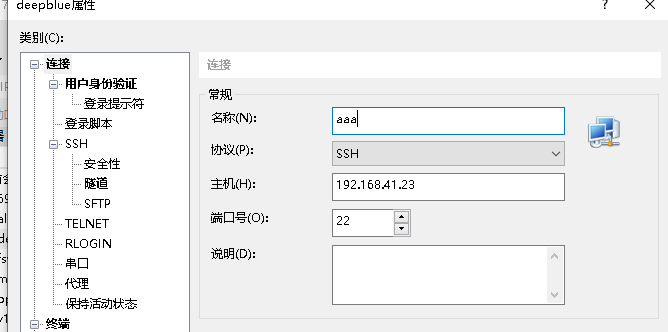 deepblue属性
?
类别(C):
连接
用户身份验证
登录提示符
登录脚本
SSH
安全性
隧道
SFTP
TELNET
RLOGIN
串口
代理
保持活动状态
终端
连接
常规
名称(N):
aaa
协议(P):
SSH
主机(H):
192.168.41.23
端口号(O):
22
说明(D):